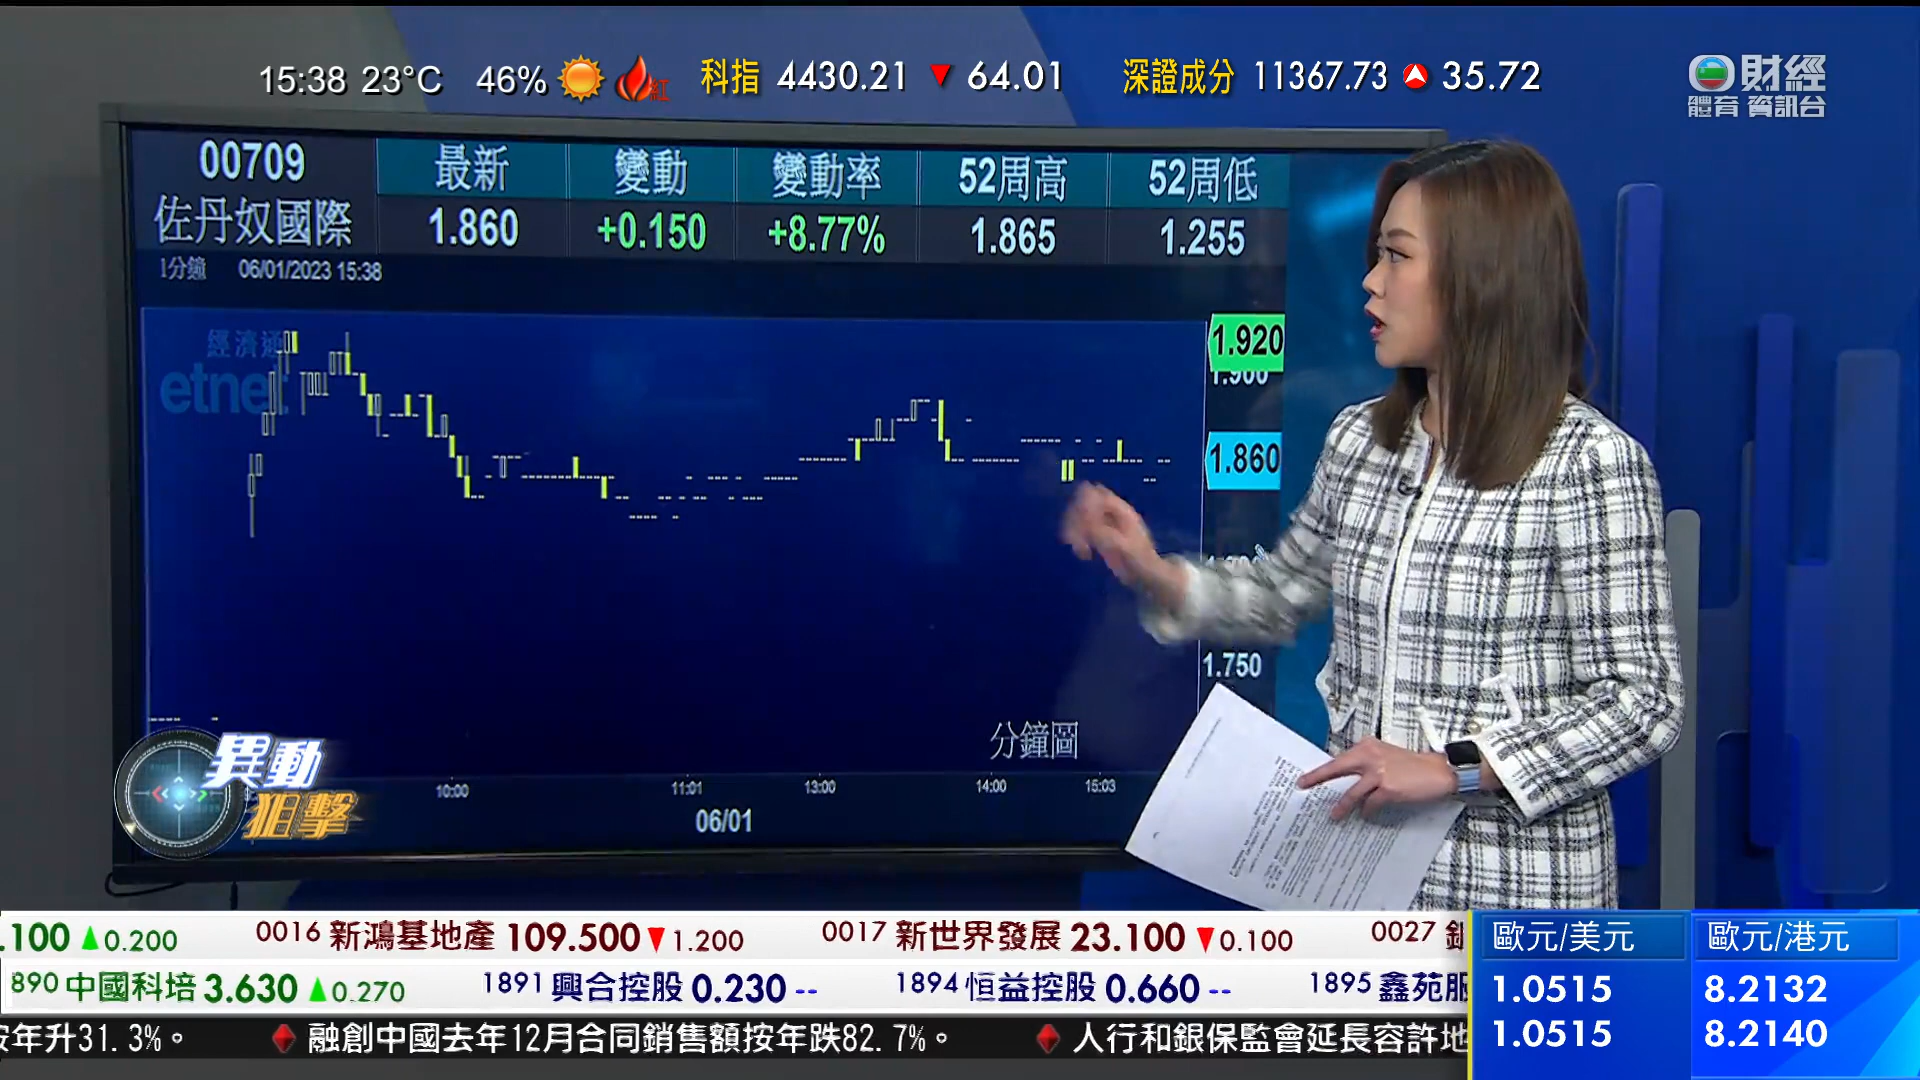 15:38 23°C 46% 紅 科指 4430.21 ▼ 64.01 深證成分 11367.73 ▲ 35.72
財經
體育 資訊台
00709 最新 變動 變動率 52周高 52周低
佐丹奴國際 1.860 +0.150 +8.77% 1.865 1.255
1分鐘 06/01/2023 15:38
經濟通
etnet
1.920
1.900
1.860
1.750
分鐘圖
10:00 11:01 13:00 14:00 15:03
06/01
異動
狙擊
.100 ▲0.200 0016 新鴻基地產 109.500 ▼1.200 0017 新世界發展 23.100 ▼0.100 0027
890 中國科培 3.630 ▲0.270 1891 興合控股 0.230 -- 1894 恒益控股 0.660 -- 1895 鑫苑服
按年升31.3%。 融創中國去年12月合同銷售額按年跌82.7%。 人行和銀保監會延長容許地
歐元/美元 歐元/港元
1.0515 8.2132
1.0515 8.2140